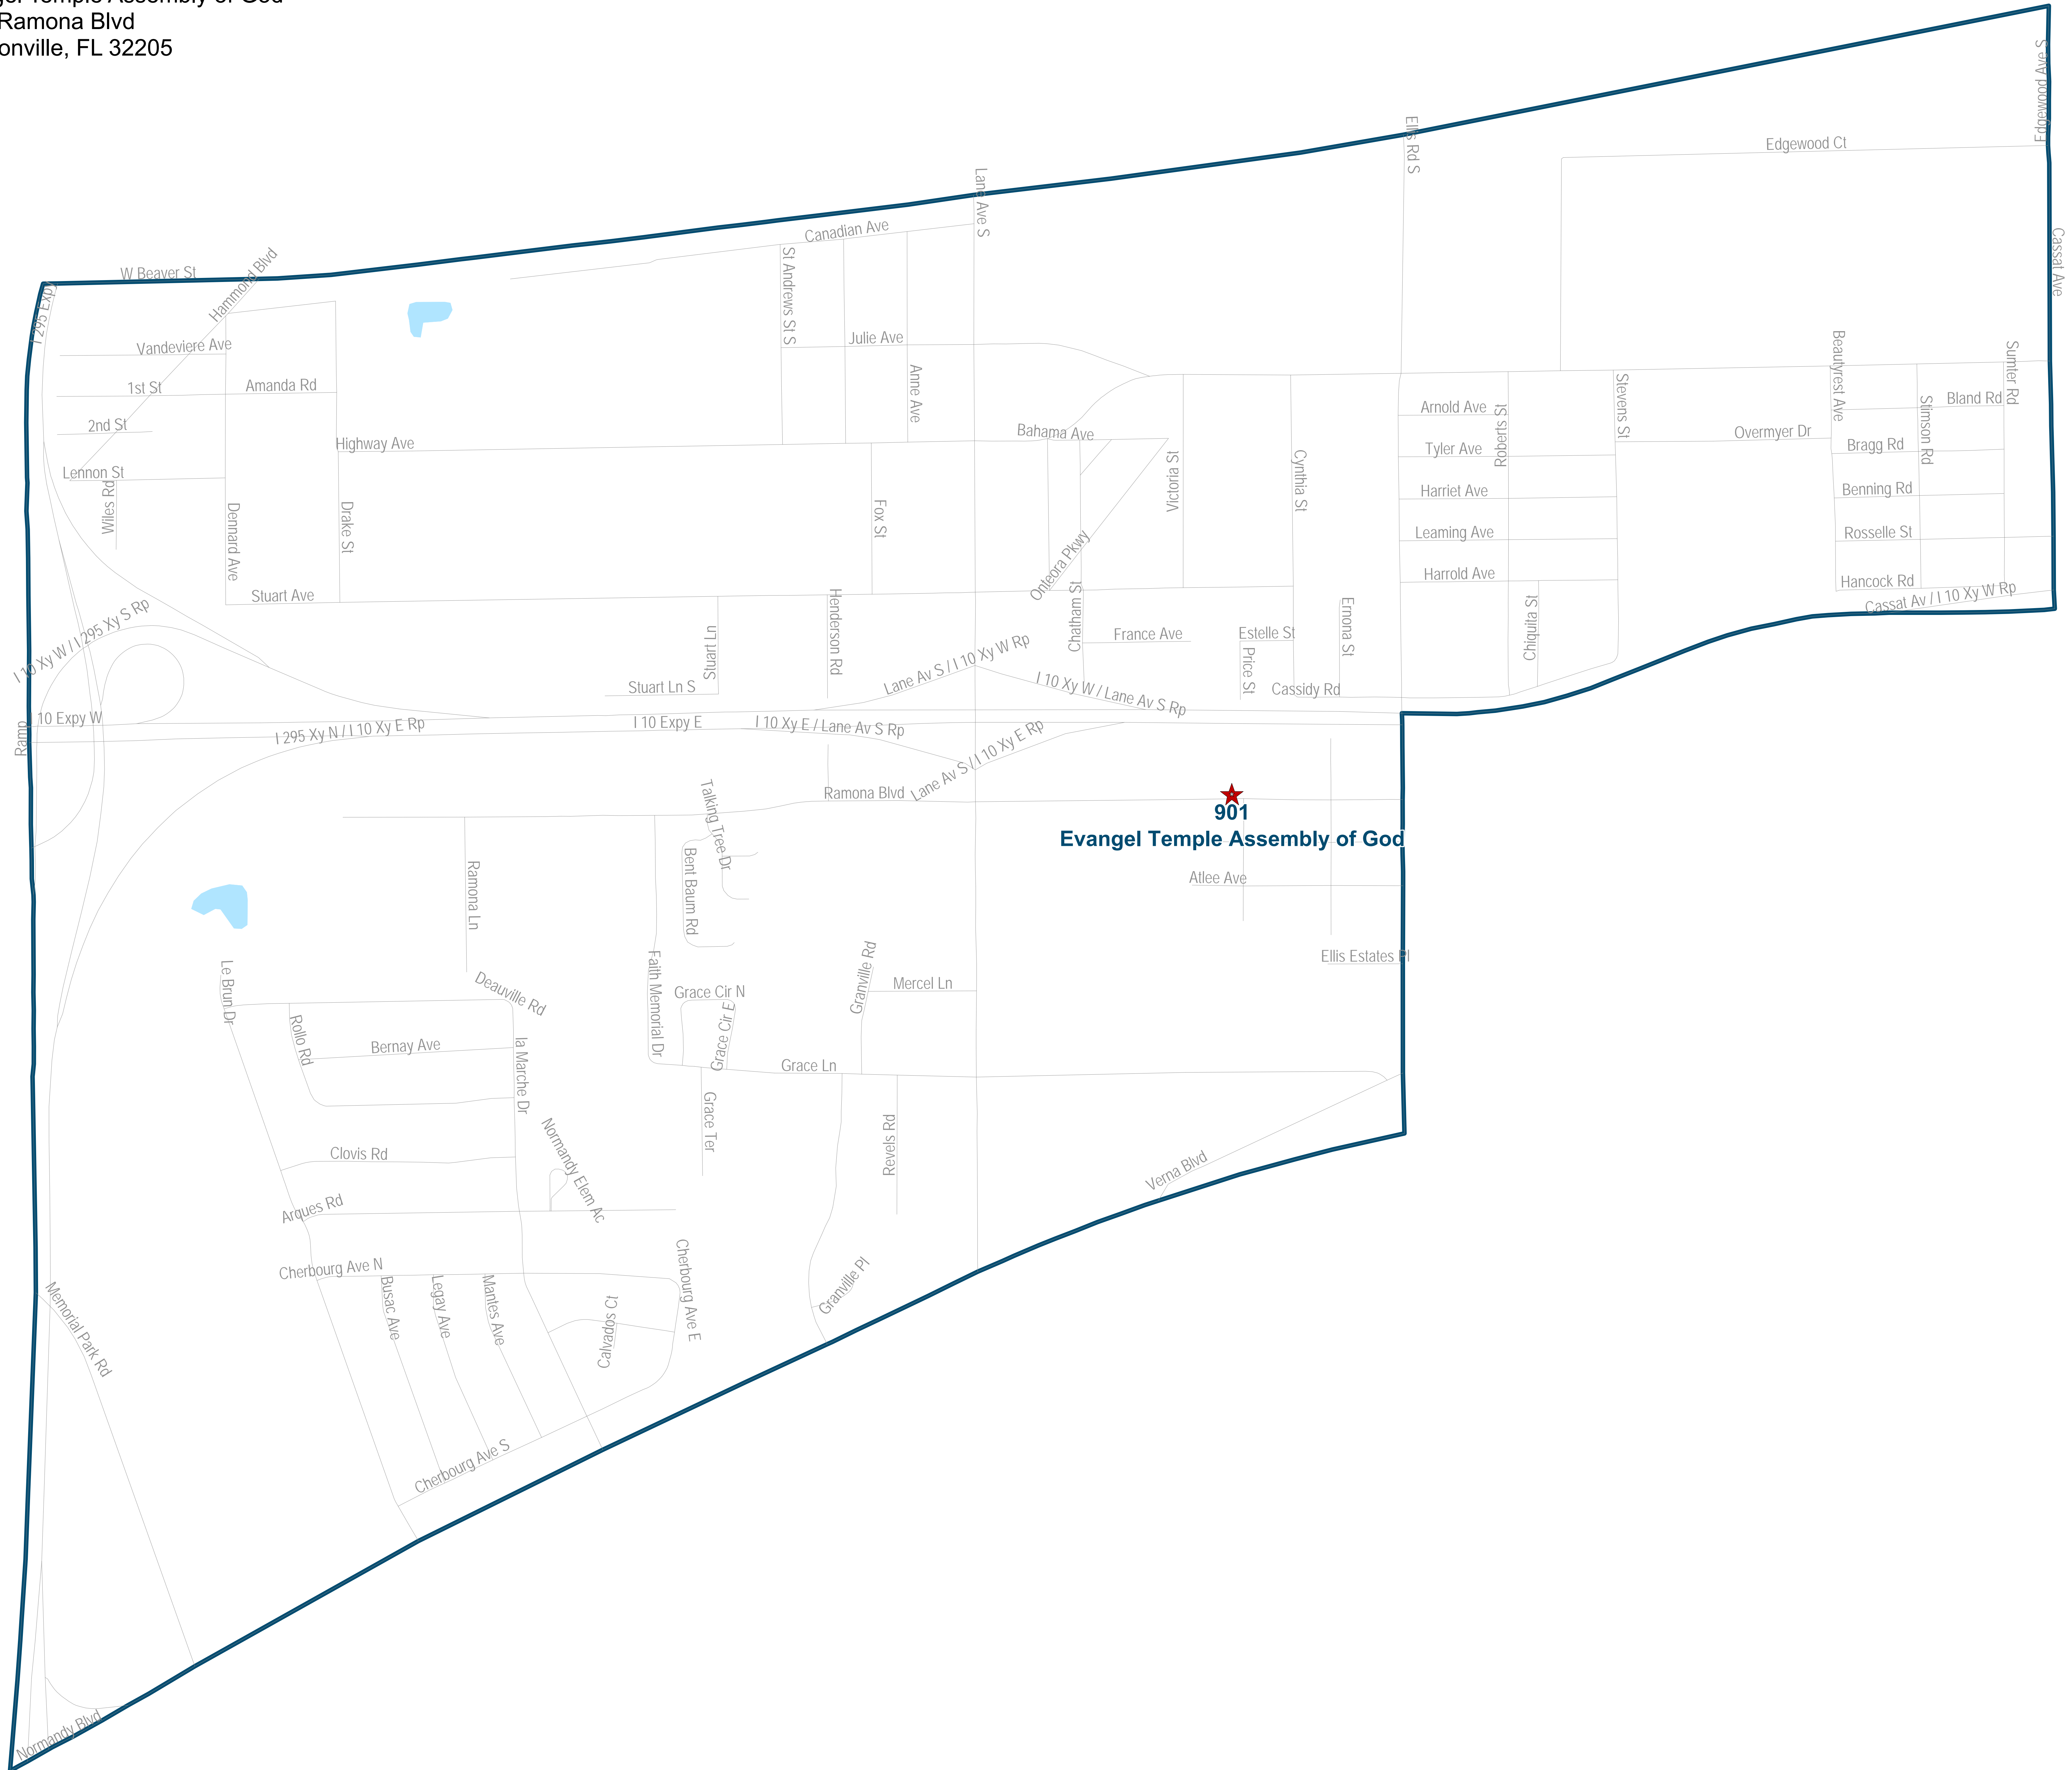 gel Temple Assembly of God
Ramona Blvd
onville, FL 32205
S Edgewood Ave
Ellis Rd S
Edgewood Ct
Lane Ave S
Canadian Ave
Cassat Ave
W Beaver St
Hammond Blvd
I 295 Expy
St Andrews St S
Julie Ave
Vandeviere Ave
1st St
Amanda Rd
Anne Ave
2nd St
Highway Ave
Bahama Ave
Lennon St
Wiles Rd
Dennard Ave
Drake St
Fox St
Victoria St
Cynthia St
Arnold Ave
Roberts St
Stevens St
Tyler Ave
Harriet Ave
Leaming Ave
Harrold Ave
Overmyer Dr
Beautyrest Ave
Stimson Rd
Sumter Rd
Bland Rd
Bragg Rd
Benning Rd
Rosselle St
Hancock Rd
Cassat Av / I 10 Xy W Rp
Onteora Pkwy
Stuart Ave
Henderson Rd
Chatham St
France Ave
Estelle St
Price St
Ernona St
Chiquita St
Cassidy Rd
I 10 Xy W / I 295 Xy S Rp
Stuart Ln
Stuart Ln S
Lane Av S / I 10 Xy W Rp
I 10 Xy W / Lane Av S Rp
10 Expy W
Ramp
I 295 Xy N / I 10 Xy E Rp
I 10 Expy E
I 10 Xy E / Lane Av S Rp
Lane Av S / I 10 Xy E Rp
Ramona Blvd
901
Evangel Temple Assembly of God
Talking Tree Dr
Bent Baum Rd
Ramona Ln
Atlee Ave
Ellis Estates Pl
Le Brun Dr
Deauville Rd
Faith Memorial Dr
Grace Cir N
Grace Cir E
Granville Rd
Mercel Ln
Rollo Rd
Bernay Ave
la Marche Dr
Grace Ln
Grace Ter
Revels Rd
Verna Blvd
Clovis Rd
Normandy Elem Ac
Arques Rd
Cherbourg Ave N
Cherbourg Ave E
Busac Ave
Legay Ave
Mantes Ave
Calvados Ct
Granville Pl
Memorial Park Rd
Cherbourg Ave S
Normandy Blvd